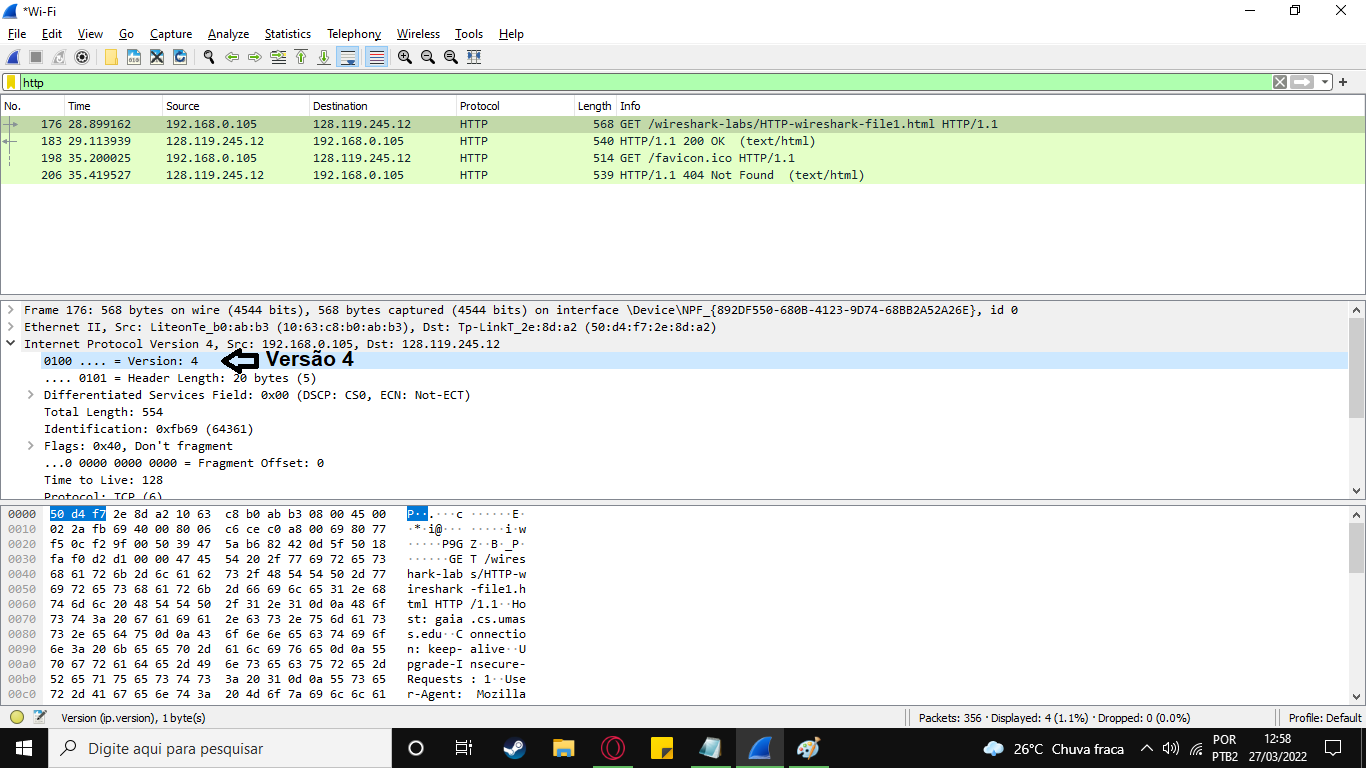 *Wi-Fi
File Edit View Go Capture Analyze Statistics Telephony Wireless Tools Help
http
No. Time Source Destination Protocol Length Info
176 28.899162 192.168.0.105 128.119.245.12 HTTP 568 GET /wireshark-labs/HTTP-wireshark-file1.html HTTP/1.1
183 29.113939 128.119.245.12 192.168.0.105 HTTP 540 HTTP/1.1 200 OK (text/html)
198 35.200025 192.168.0.105 128.119.245.12 HTTP 514 GET /favicon.ico HTTP/1.1
206 35.419527 128.119.245.12 192.168.0.105 HTTP 539 HTTP/1.1 404 Not Found (text/html)
Frame 176: 568 bytes on wire (4544 bits), 568 bytes captured (4544 bits) on interface \Device\NPF_{892DF550-680B-4123-9D74-68BB2A52A26E}, id 0
Ethernet II, Src: LiteonTe_b0:ab:b3 (10:63:c8:b0:ab:b3), Dst: Tp-LinkT_2e:8d:a2 (50:d4:f7:2e:8d:a2)
Internet Protocol Version 4, Src: 192.168.0.105, Dst: 128.119.245.12
0100 .... = Version: 4 Versão 4
.... 0101 = Header Length: 20 bytes (5)
Differentiated Services Field: 0x00 (DSCP: CS0, ECN: Not-ECT)
Total Length: 554
Identification: 0xfb69 (64361)
Flags: 0x40, Don't fragment
...0 0000 0000 0000 = Fragment Offset: 0
Time to Live: 128
Protocol: TCP (6)
0000 50 d4 f7 2e 8d a2 10 63 c8 b0 ab b3 08 00 45 00 P··.···c ······E·
0010 02 2a fb 69 40 00 80 06 c6 ce c0 a8 00 69 80 77 ·*·i@··· ·····i·w
0020 f5 0c f2 9f 00 50 39 47 5a b6 82 42 0d 5f 50 18 ·····P9G Z··B·_P·
0030 fa f0 d2 d1 00 00 47 45 54 20 2f 77 69 72 65 73 ······GE T /wires
0040 68 61 72 6b 2d 6c 61 62 73 2f 48 54 54 50 2d 77 hark-lab s/HTTP-w
0050 69 72 65 73 68 61 72 6b 2d 66 69 6c 65 31 2e 68 ireshark -file1.h
0060 74 6d 6c 20 48 54 54 50 2f 31 2e 31 0d 0a 48 6f tml HTTP /1.1··Ho
0070 73 74 3a 20 67 61 69 61 2e 63 73 2e 75 6d 61 73 st: gaia .cs.umas
0080 73 2e 65 64 75 0d 0a 43 6f 6e 6e 65 63 74 69 6f s.edu··C onnectio
0090 6e 3a 20 6b 65 65 70 2d 61 6c 69 76 65 0d 0a 55 n: keep- alive··U
00a0 70 67 72 61 64 65 2d 49 6e 73 65 63 75 72 65 2d pgrade-I nsecure-
00b0 52 65 71 75 65 73 74 73 3a 20 31 0d 0a 55 73 65 Requests : 1··Use
00c0 72 2d 41 67 65 6e 74 3a 20 4d 6f 7a 69 6c 6c 61 r-Agent: Mozilla
Version (ip.version), 1 byte(s) Packets: 356 · Displayed: 4 (1.1%) · Dropped: 0 (0.0%) Profile: Default
Digite aqui para pesquisar 26°C Chuva fraca POR PTB2 12:58 27/03/2022